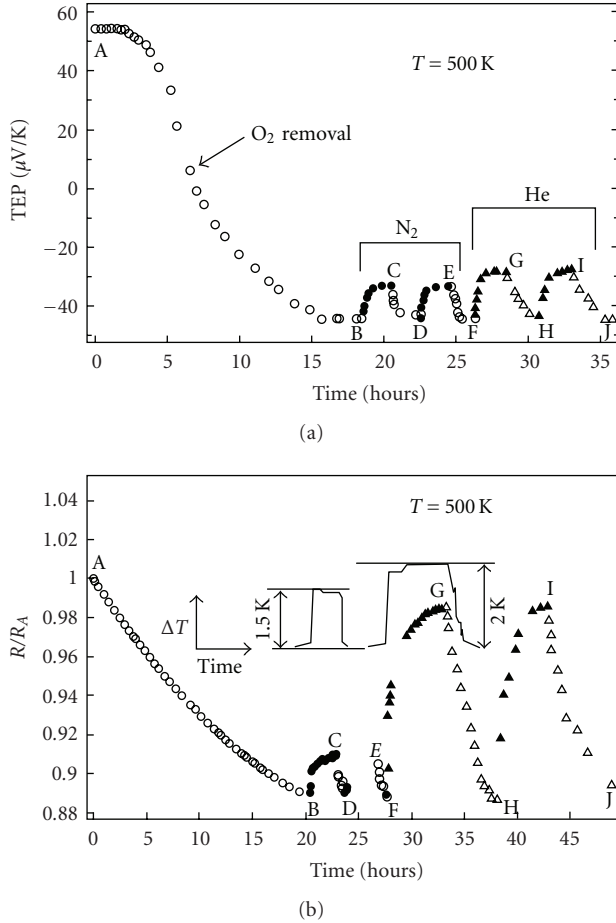 60
40
20
0
−20
−40
TEP (μV/K)
A
T = 500 K
O₂ removal
He
N₂
C
E
G
I
B
D
F
H
J
0 5 10 15 20 25 30 35
Time (hours)
(a)
1.04
1.02
1
0.98
0.96
0.94
0.92
0.9
0.88
R/R_A
A
T = 500 K
ΔT
Time
1.5 K
2 K
G
I
C
E
B
D
F
H
J
0 5 10 15 20 25 30 35 40 45
Time (hours)
(b)